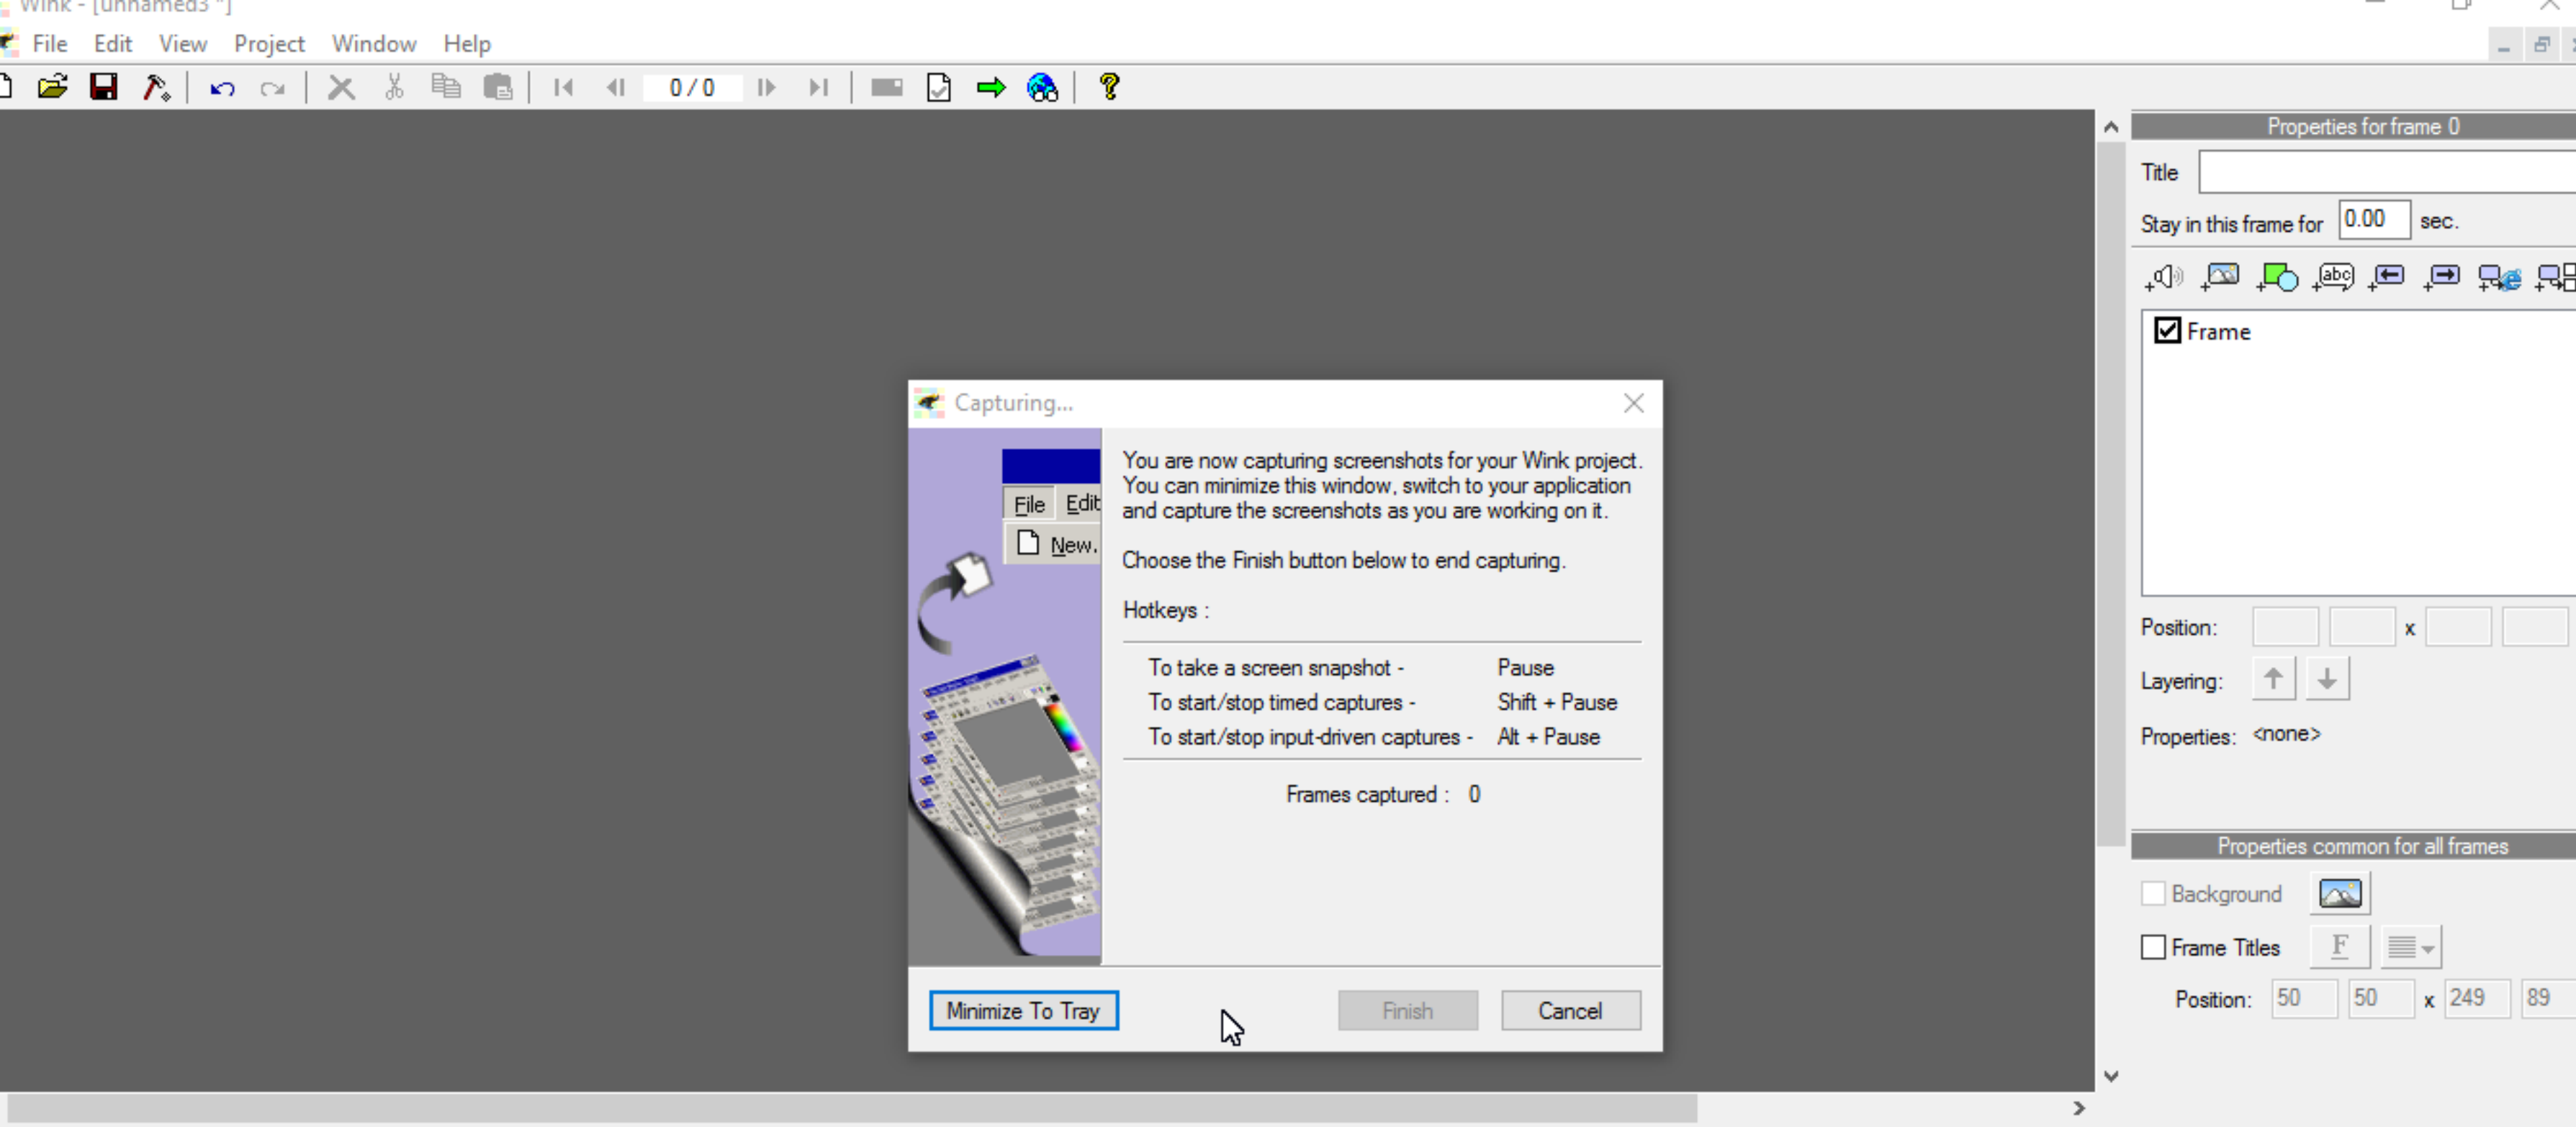 Wink - [unnamed3 *]
File Edit View Project Window Help
0 / 0
Properties for frame 0
Title
Stay in this frame for 0.00 sec.
abc
Frame
Position: x
Layering:
Properties: <none>
Properties common for all frames
Background
Frame Titles F
Position: 50 50 x 249 89
Capturing...
File Edit
New.
You are now capturing screenshots for your Wink project.
You can minimize this window, switch to your application
and capture the screenshots as you are working on it.
Choose the Finish button below to end capturing.
Hotkeys :
To take a screen snapshot - Pause
To start/stop timed captures - Shift + Pause
To start/stop input-driven captures - Alt + Pause
Frames captured : 0
Minimize To Tray Finish Cancel